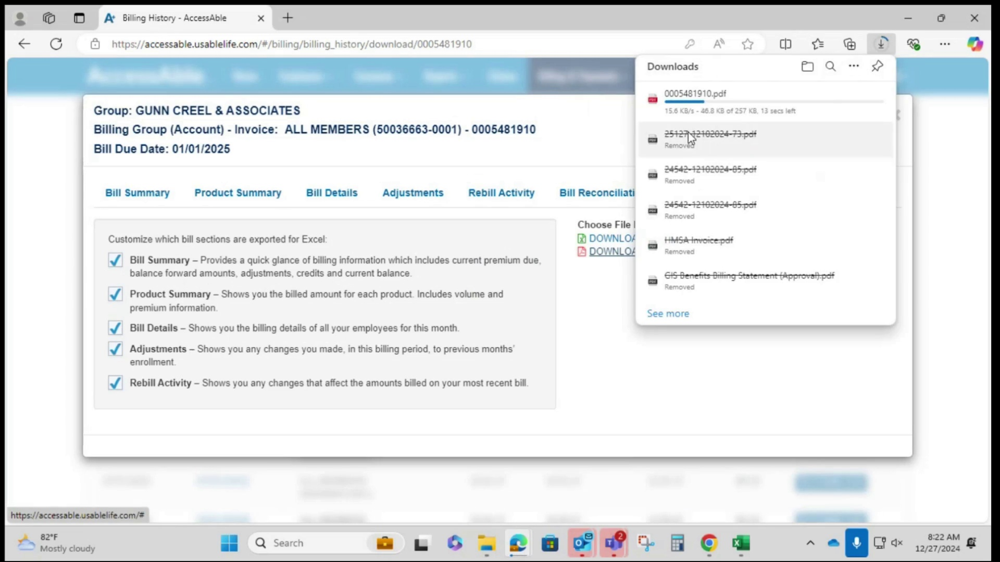 Billing History - AccessAble
https://accessable.usablelife.com/#/billing/billing_history/download/0005481910
AccessAble
Group: GUNN CREEL & ASSOCIATES
Billing Group (Account) - Invoice: ALL MEMBERS (50036663-0001) - 0005481910
Bill Due Date: 01/01/2025
Bill Summary
Product Summary
Bill Details
Adjustments
Rebill Activity
Bill Reconciliati
Customize which bill sections are exported for Excel:
Bill Summary – Provides a quick glance of billing information which includes current premium due,
balance forward amounts, adjustments, credits and current balance.
Product Summary – Shows you the billed amount for each product. Includes volume and
premium information.
Bill Details – Shows you the billing details of all your employees for this month.
Adjustments – Shows you any changes you made, in this billing period, to previous months'
enrollment.
Rebill Activity – Shows you any changes that affect the amounts billed on your most recent bill.
Choose File
DOWNLOA
DOWNLOA
Downloads
0005481910.pdf
15.6 KB/s - 46.8 KB of 257 KB, 13 secs left
25127-12102024-73.pdf
Removed
24542-12102024-85.pdf
Removed
24542-12102024-85.pdf
Removed
HMSA Invoice.pdf
Removed
GIS Benefits Billing Statement (Approval).pdf
Removed
See more
https://accessable.usablelife.com/#
82°F
Mostly cloudy
Search
2
8:22 AM
12/27/2024